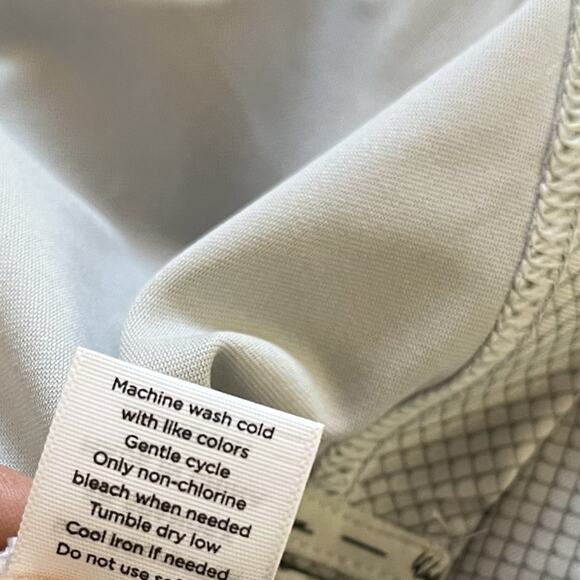 Machine wash cold
with like colors
Gentle cycle
Only non-chlorine
bleach when needed
Tumble dry low
Cool Iron if needed
Do not use